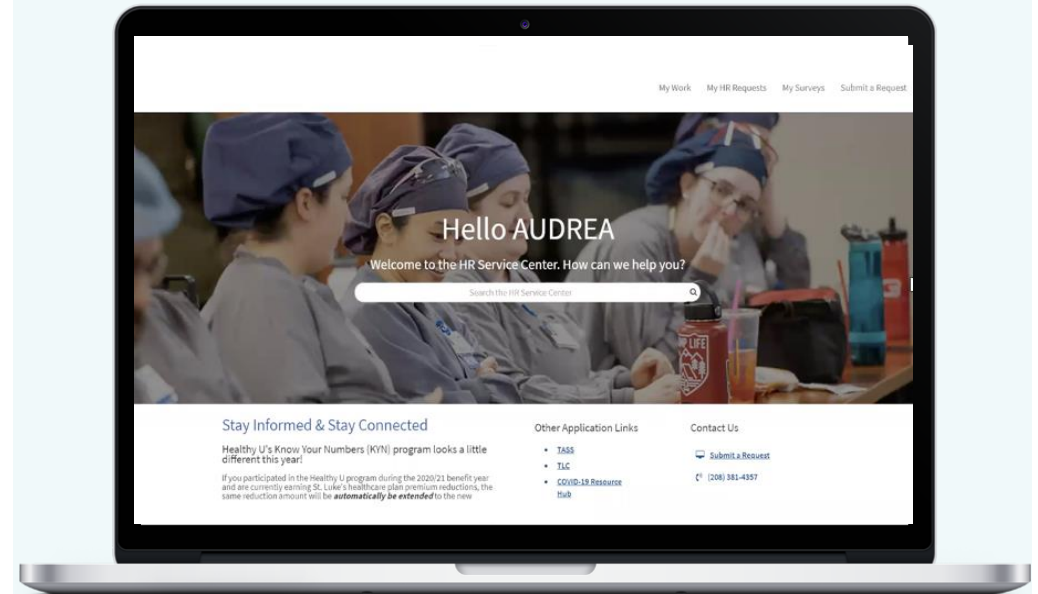 My Work My HR Requests My Surveys Submit a Request
Hello AUDREA
Welcome to the HR Service Center. How can we help you?
Search the HR Service Center
Stay Informed & Stay Connected
Healthy U's Know Your Numbers (KYN) program looks a little
different this year!
If you participated in the Healthy U program during the 2020/21 benefit year
and are currently earning St. Luke's healthcare plan premium reductions, the
same reduction amount will be automatically be extended to the new
Other Application Links
TASS
TLC
COVID-19 Resource
Hub
Contact Us
Submit a Request
(208) 381-4357
LIFE